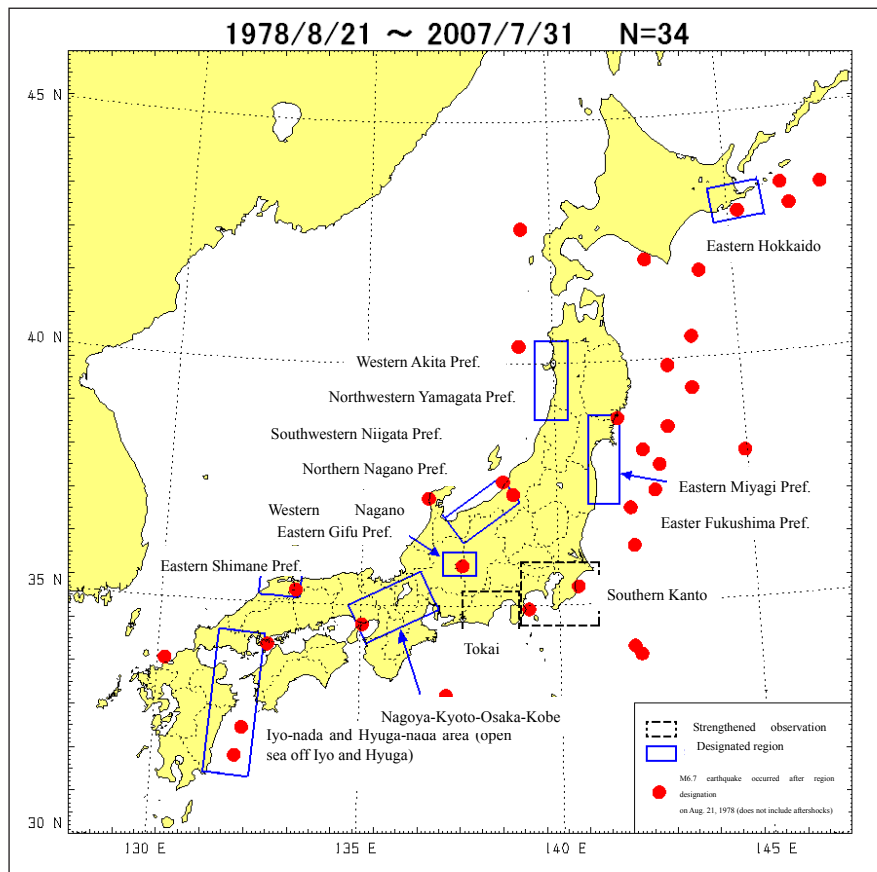 1978/8/21 ～ 2007/7/31 N=34
45 N
Eastern Hokkaido
40 N
Western Akita Pref.
Northwestern Yamagata Pref.
Southwestern Niigata Pref.
Northern Nagano Pref.
Eastern Miyagi Pref.
Western Nagano
Easter Fukushima Pref.
Eastern Gifu Pref.
Eastern Shimane Pref.
35 N
Southern Kanto
Tokai
Nagoya-Kyoto-Osaka-Kobe
Iyo-nada and Hyuga-nada area (open
sea off Iyo and Hyuga)
Strengthened observation
Designated region
M6.7 earthquake occurred after region
designation
on Aug. 21, 1978 (does not include aftershocks)
30 N
130 E 135 E 140 E 145 E